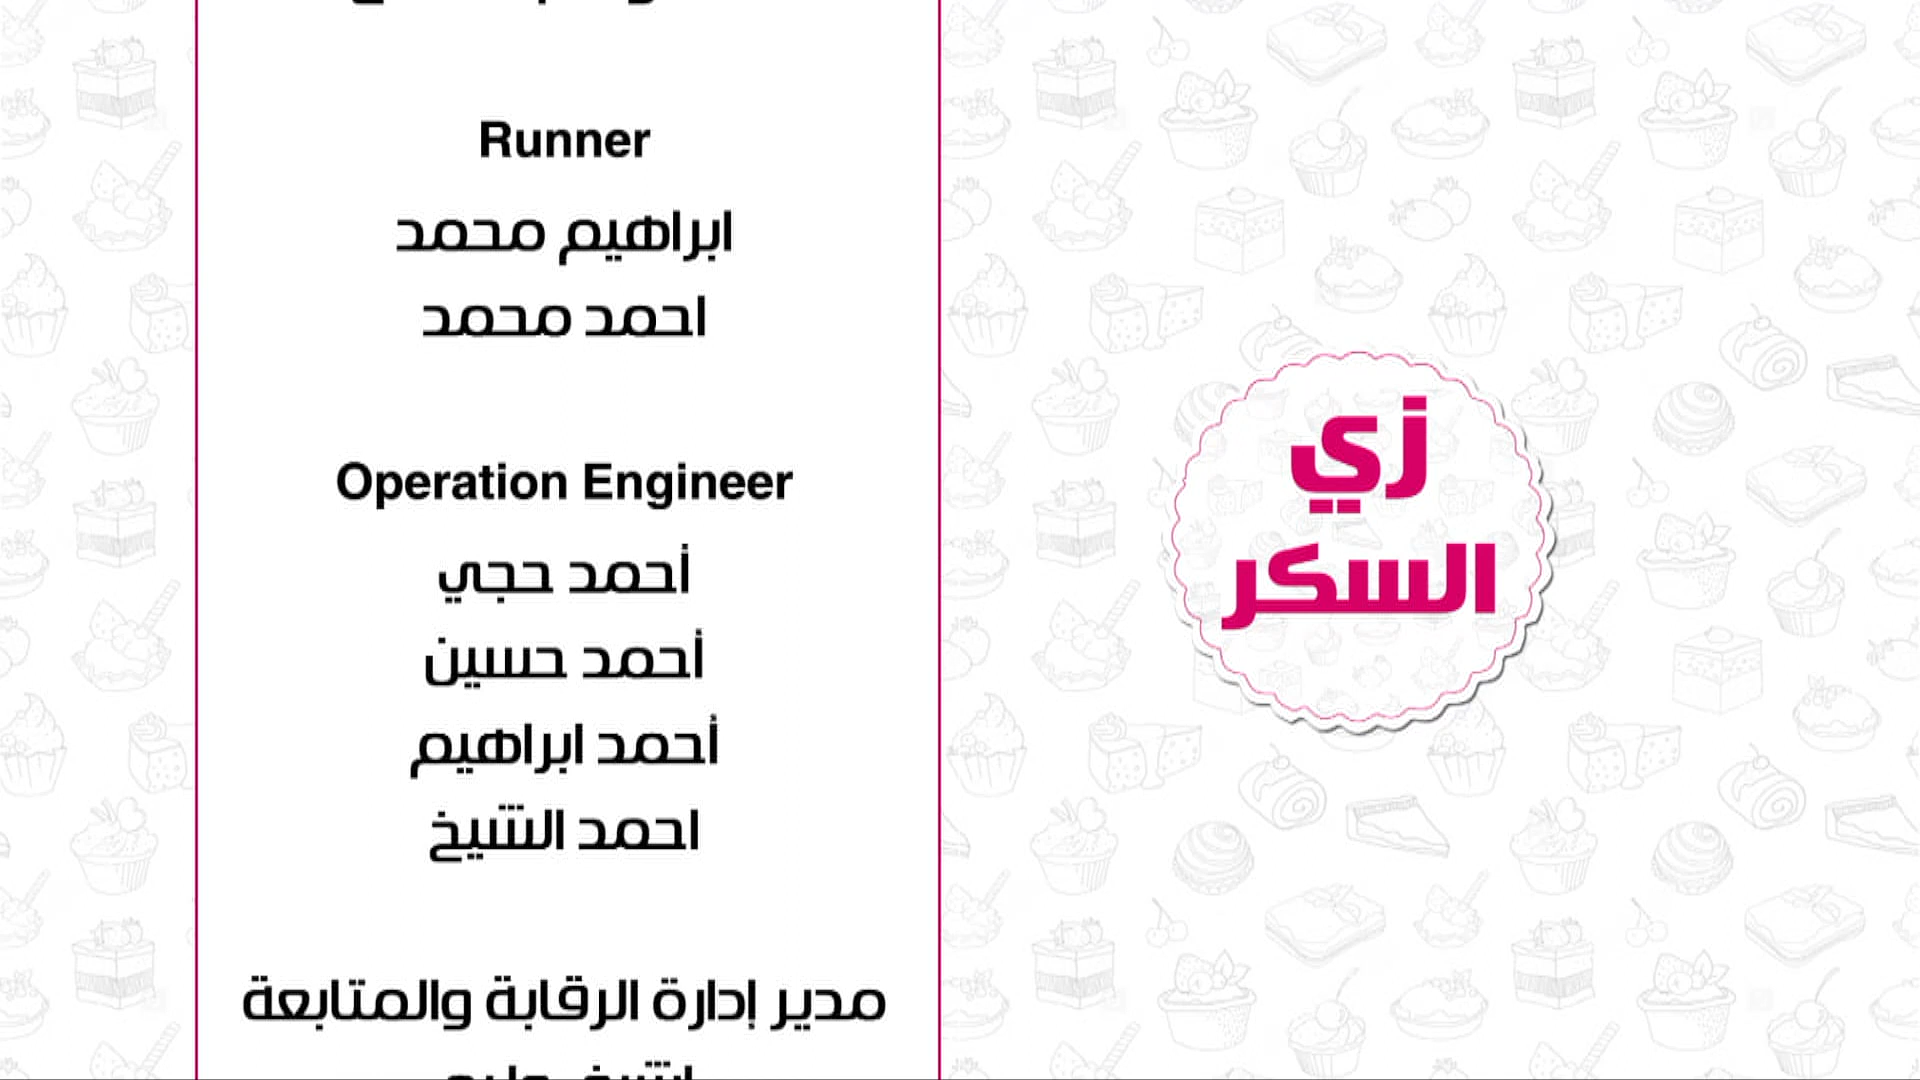 Runner
ابراهيم محمد
احمد محمد
Operation Engineer
أحمد حجي
أحمد حسين
أحمد ابراهيم
احمد الشيخ
مدير إدارة الرقابة والمتابعة
زي
السكر